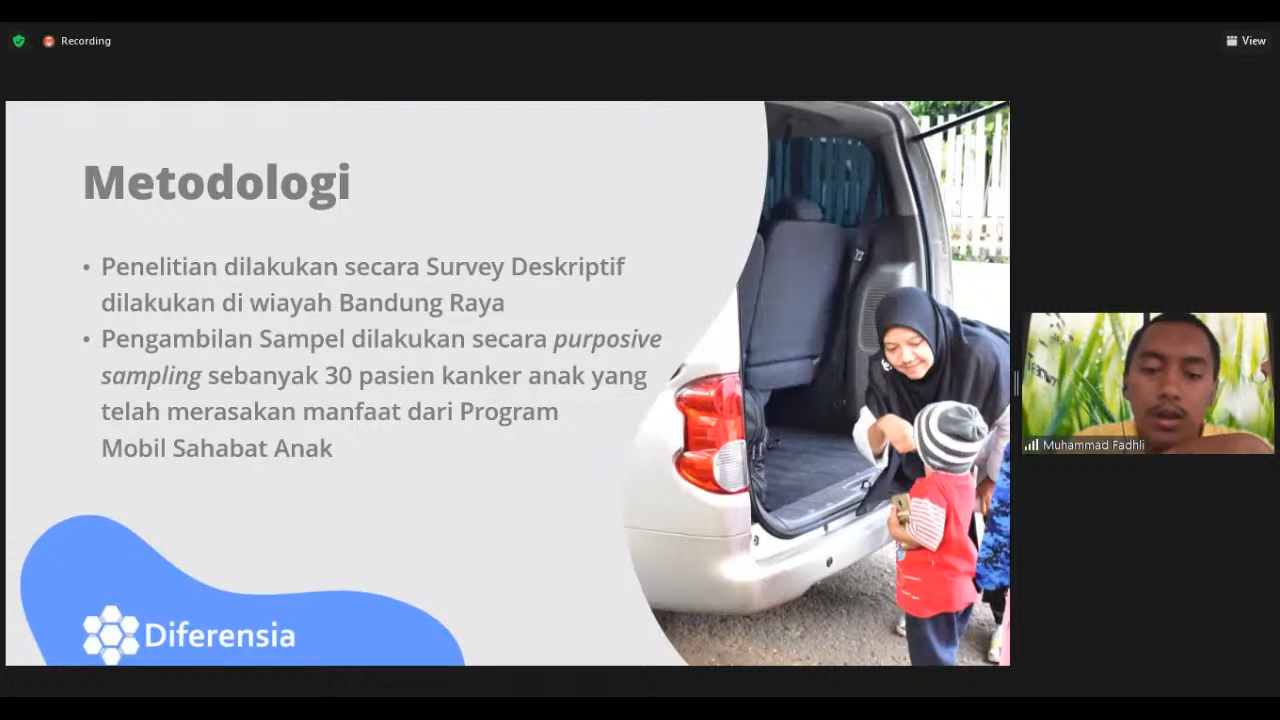 Recording
View
Metodologi
• Penelitian dilakukan secara Survey Deskriptif
dilakukan di wiayah Bandung Raya
• Pengambilan Sampel dilakukan secara purposive
sampling sebanyak 30 pasien kanker anak yang
telah merasakan manfaat dari Program
Mobil Sahabat Anak
Muhammad Fadhli
Diferensia